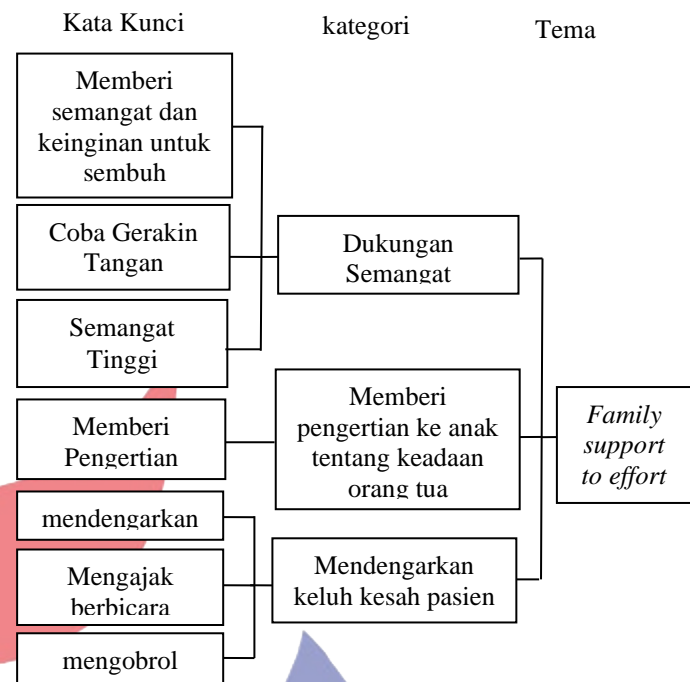 Kata Kunci
kategori
Tema
Memberi
semangat dan
keinginan untuk
sembuh
Coba Gerakin
Tangan
Semangat
Tinggi
Memberi
Pengertian
mendengarkan
Mengajak
berbicara
mengobrol
Dukungan
Semangat
Memberi
pengertian ke anak
tentang keadaan
orang tua
Mendengarkan
keluh kesah pasien
Family
support
to effort